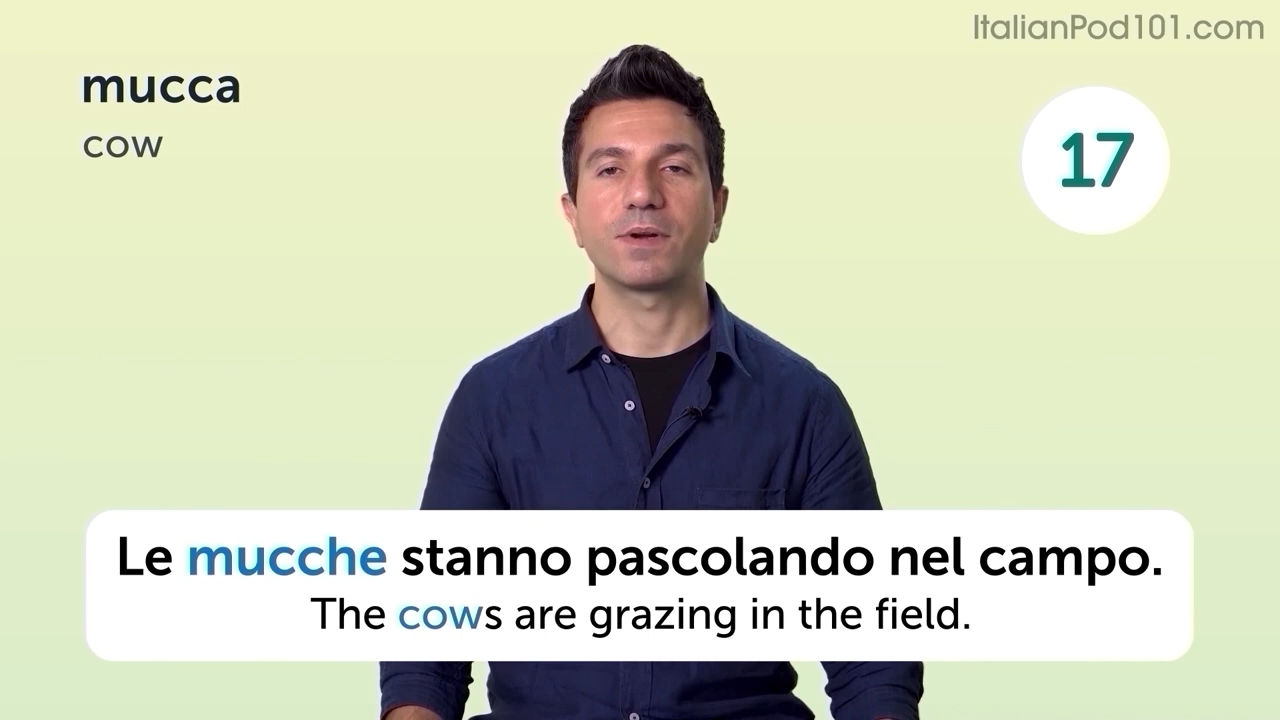 ItalianPod101.com
mucca
cow
17
Le mucche stanno pascolando nel campo.
The cows are grazing in the field.